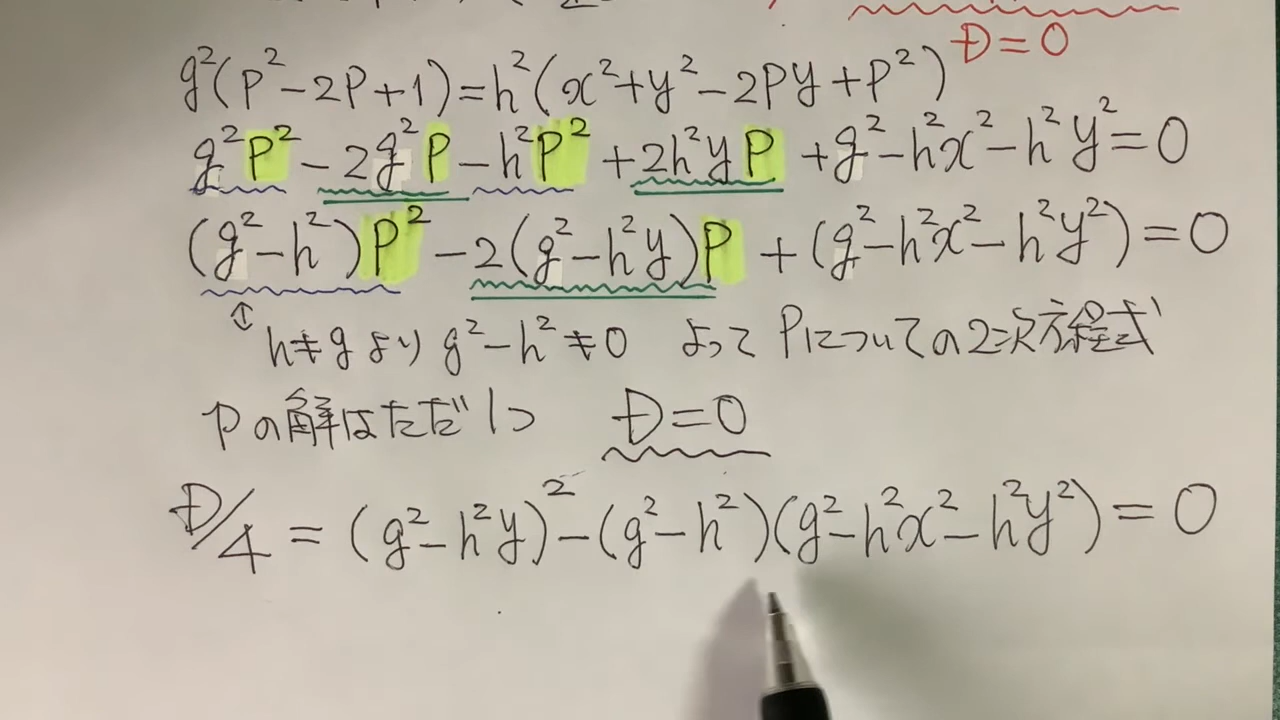 D=0
g²(P²-2P+1)=h²(x²+y²-2Py+P²)
g²P²-2g²P-h²P²+2h²yP+g²-h²x²-h²y²=0
(g²-h²)P²-2(g²-h²y)P+(g²-h²x²-h²y²)=0
↑
h≠gより g²-h²≠0 よってPについての2次方程式
Pの解はただ1つ D=0
D/4=(g²-h²y)²-(g²-h²)(g²-h²x²-h²y²)=0